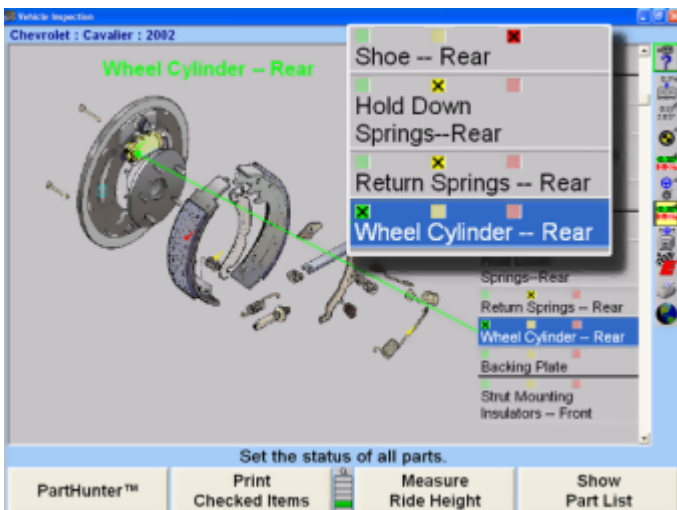 Vehicle Inspection
Chevrolet : Cavalier : 2002
Wheel Cylinder -- Rear
Shoe -- Rear
Hold Down
Springs--Rear
Return Springs -- Rear
Wheel Cylinder -- Rear
Springs--Rear
Return Springs -- Rear
Wheel Cylinder -- Rear
Backing Plate
Strut Mounting
Insulators -- Front
Set the status of all parts.
PartHunter™
Print
Checked Items
Measure
Ride Height
Show
Part List